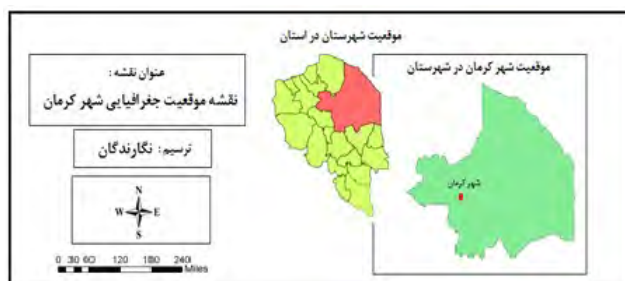 موقعیت شهرستان در استان
موقعیت شهر کرمان در شهرستان
شهر کرمان
عنوان نقشه :
نقشه موقعیت جغرافیایی شهر کرمان
ترسیم: نگارندگان
N
W E
S
0 30 60 120 180 240
Miles